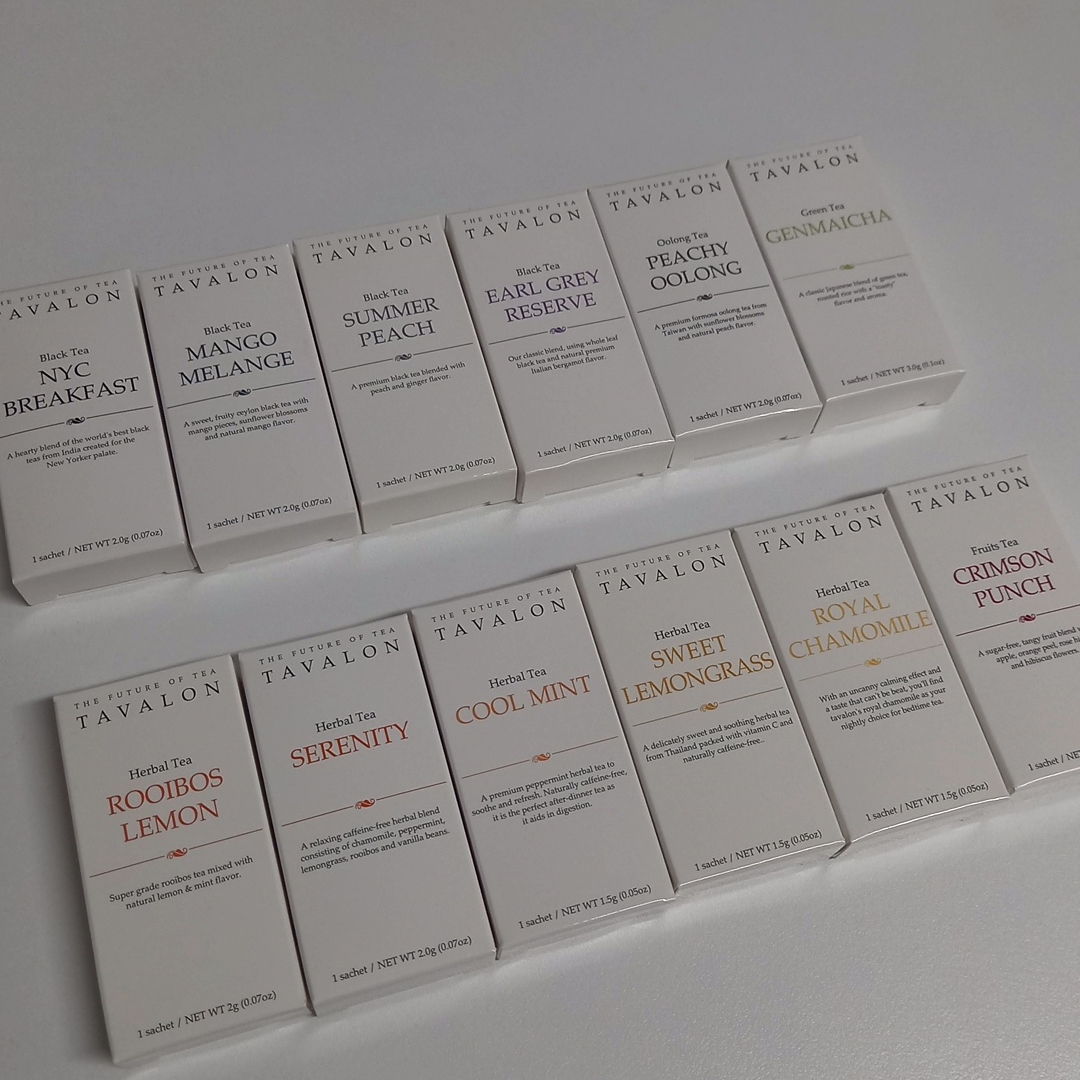 THE FUTURE OF TEA
TAVALON
Black Tea
NYC
BREAKFAST
A hearty blend of the world's best black
teas from India created for the
New Yorker palate.
1 sachet / NET WT 2.0g (0.07oz)
THE FUTURE OF TEA
TAVALON
Black Tea
MANGO
MELANGE
A sweet, fruity ceylon black tea with
mango pieces, sunflower blossoms
and natural mango flavor.
1 sachet / NET WT 2.0g (0.07oz)
THE FUTURE OF TEA
TAVALON
Black Tea
SUMMER
PEACH
A premium black tea blended with
peach and ginger flavor.
1 sachet / NET WT 2.0g (0.07oz)
THE FUTURE OF TEA
TAVALON
Black Tea
EARL GREY
RESERVE
Our classic blend, using whole leaf
black tea and natural premium
Italian bergamot flavor.
1 sachet / NET WT 2.0g (0.07oz)
THE FUTURE OF TEA
TAVALON
Oolong Tea
PEACHY
OOLONG
A premium formosa oolong tea from
Taiwan with sunflower blossoms
and natural peach flavor.
1 sachet / NET WT 2.0g (0.07oz)
THE FUTURE OF TEA
TAVALON
Green Tea
GENMAICHA
A classic Japanese blend of green tea,
roasted rice with a "toasty"
flavor and aroma.
1 sachet / NET WT 3.0g (0.1oz)
THE FUTURE OF TEA
TAVALON
Herbal Tea
ROOIBOS
LEMON
Super grade rooibos tea mixed with
natural lemon & mint flavor.
1 sachet / NET WT 2g (0.07oz)
THE FUTURE OF TEA
TAVALON
Herbal Tea
SERENITY
A relaxing caffeine-free herbal blend
consisting of chamomile, peppermint,
lemongrass, rooibos and vanilla beans.
1 sachet / NET WT 2.0g (0.07oz)
THE FUTURE OF TEA
TAVALON
Herbal Tea
COOL MINT
A premium peppermint herbal tea to
soothe and refresh. Naturally caffeine-free,
it is the perfect after-dinner tea as
it aids in digestion.
1 sachet / NET WT 1.5g (0.05oz)
THE FUTURE OF TEA
TAVALON
Herbal Tea
SWEET
LEMONGRASS
A delicately sweet and soothing herbal tea
from Thailand packed with vitamin C and
naturally caffeine-free..
1 sachet / NET WT 1.5g (0.05oz)
THE FUTURE OF TEA
TAVALON
Herbal Tea
ROYAL
CHAMOMILE
With an uncanny calming effect and
a taste that can't be beat, you'll find
tavalon's royal chamomile as your
nightly choice for bedtime tea.
1 sachet / NET WT 1.5g (0.05oz)
THE FUTURE OF TEA
TAVALON
Fruits Tea
CRIMSON
PUNCH
A sugar-free, tangy fruit blend
apple, orange peel, rose
and hibiscus flowers.
1 sachet /